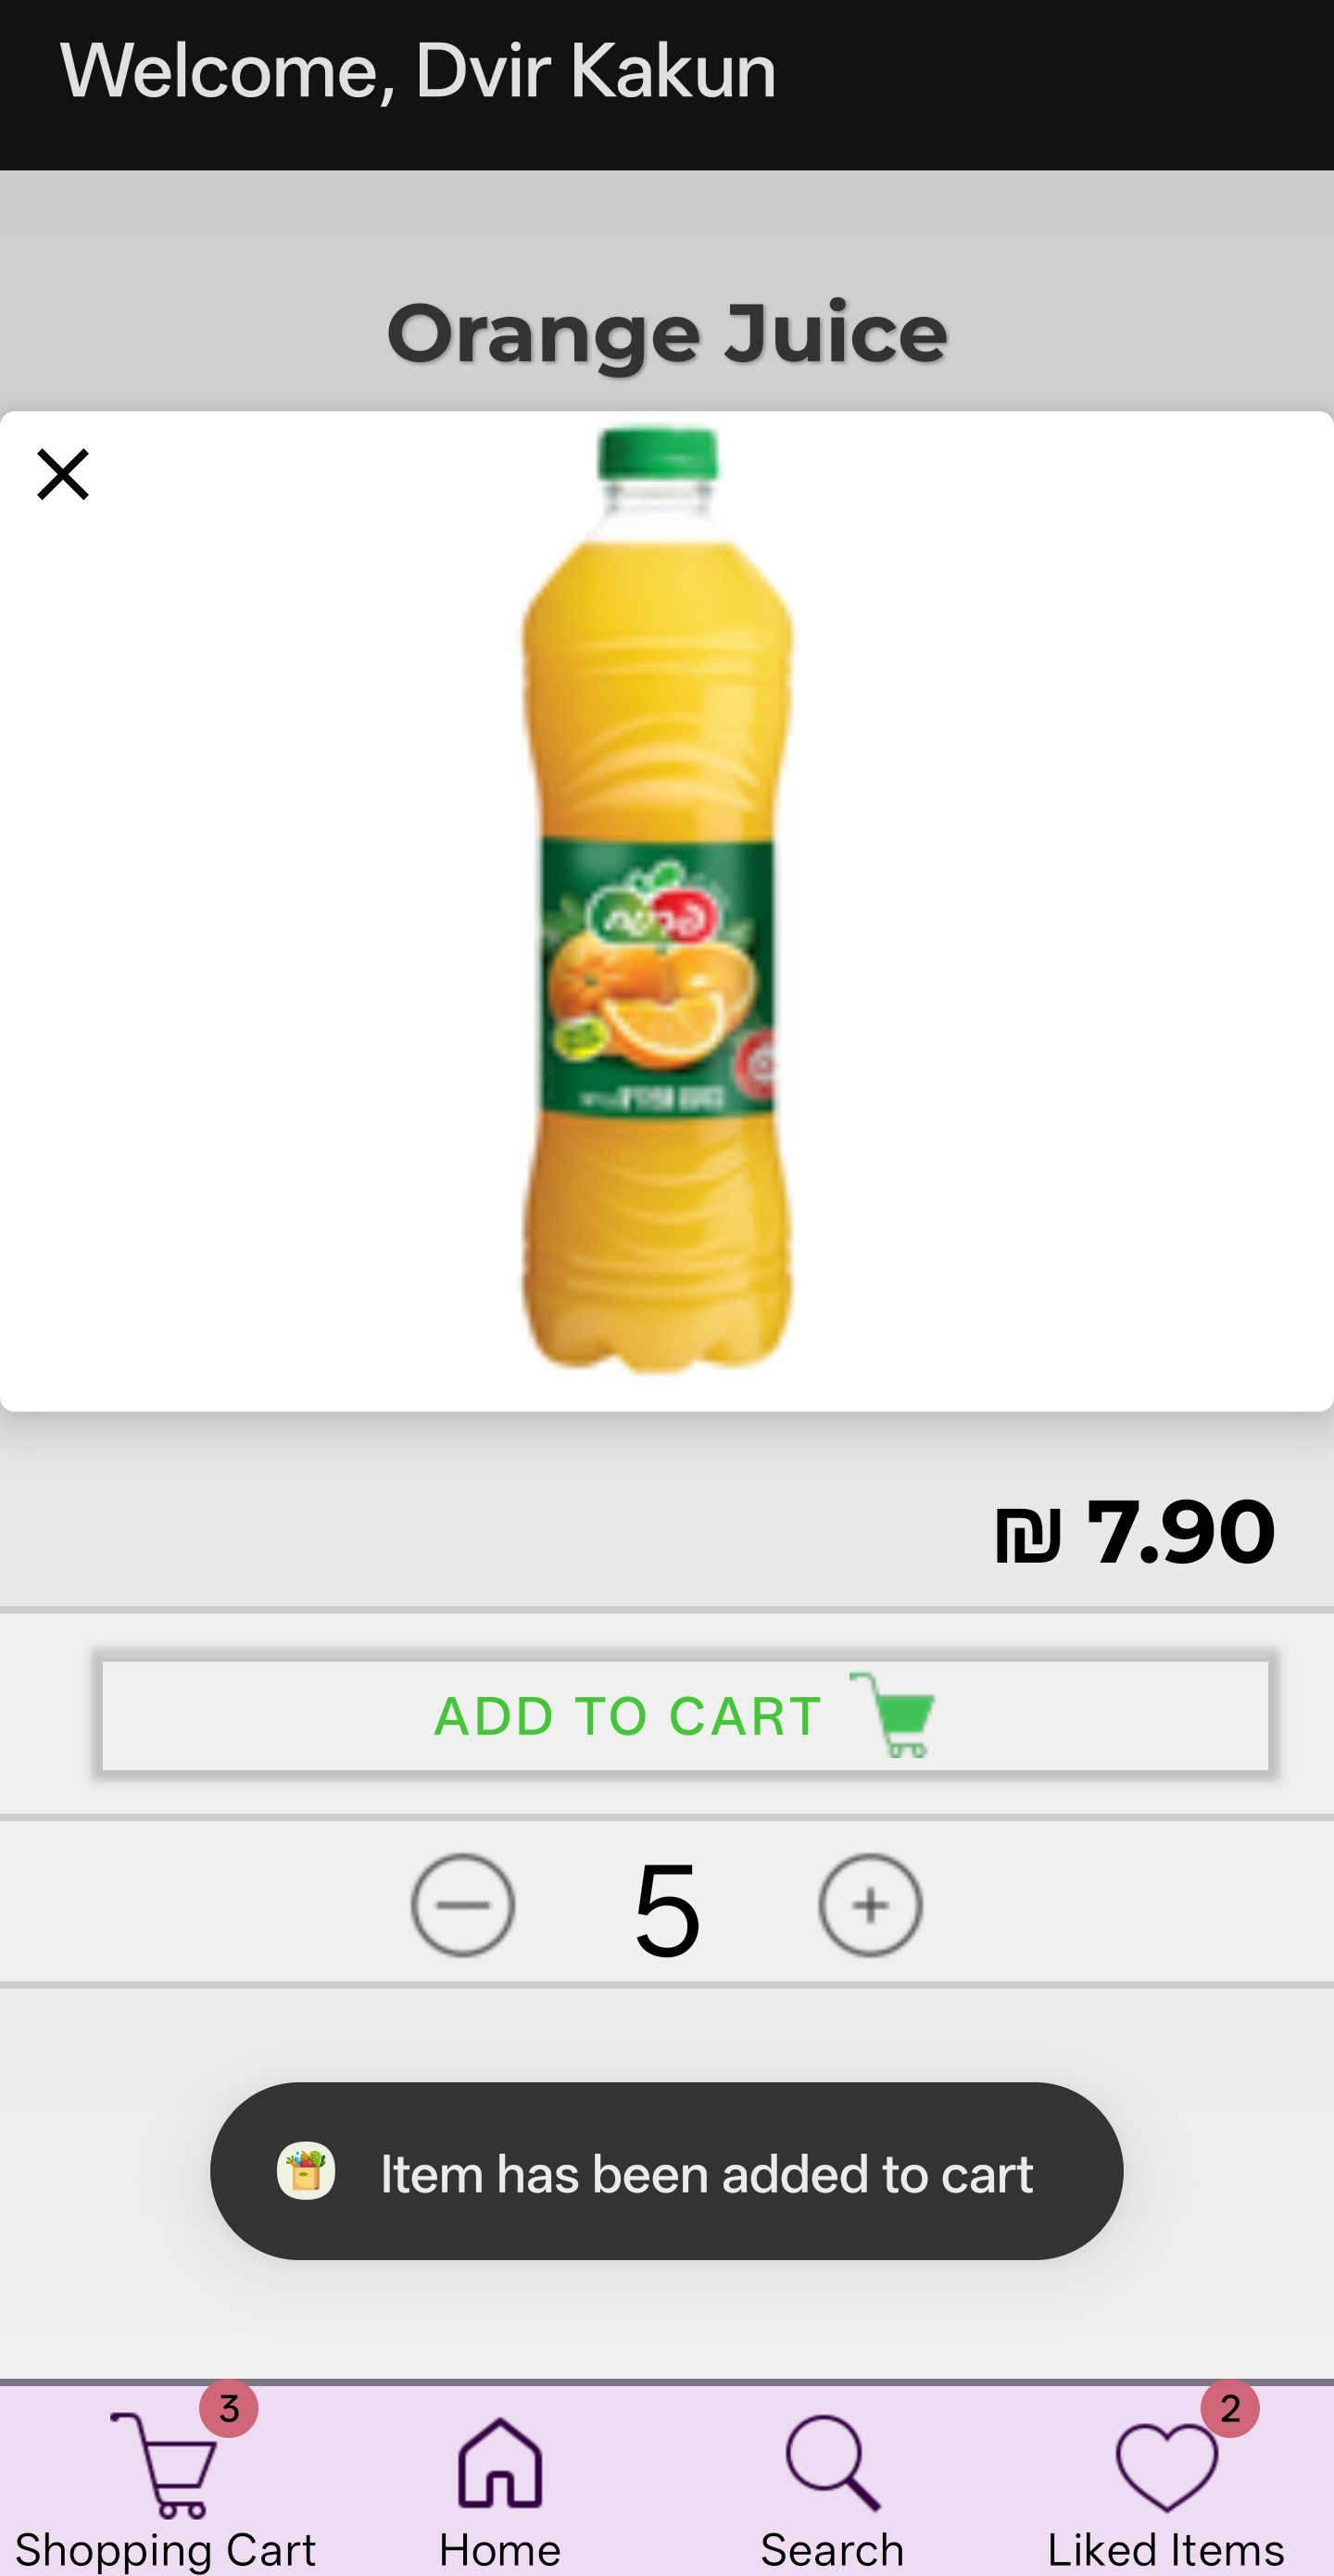 Welcome, Dvir Kakun
Orange Juice
פריגת
₪ 7.90
ADD TO CART
5
Item has been added to cart
3
2
Shopping Cart
Home
Search
Liked Items